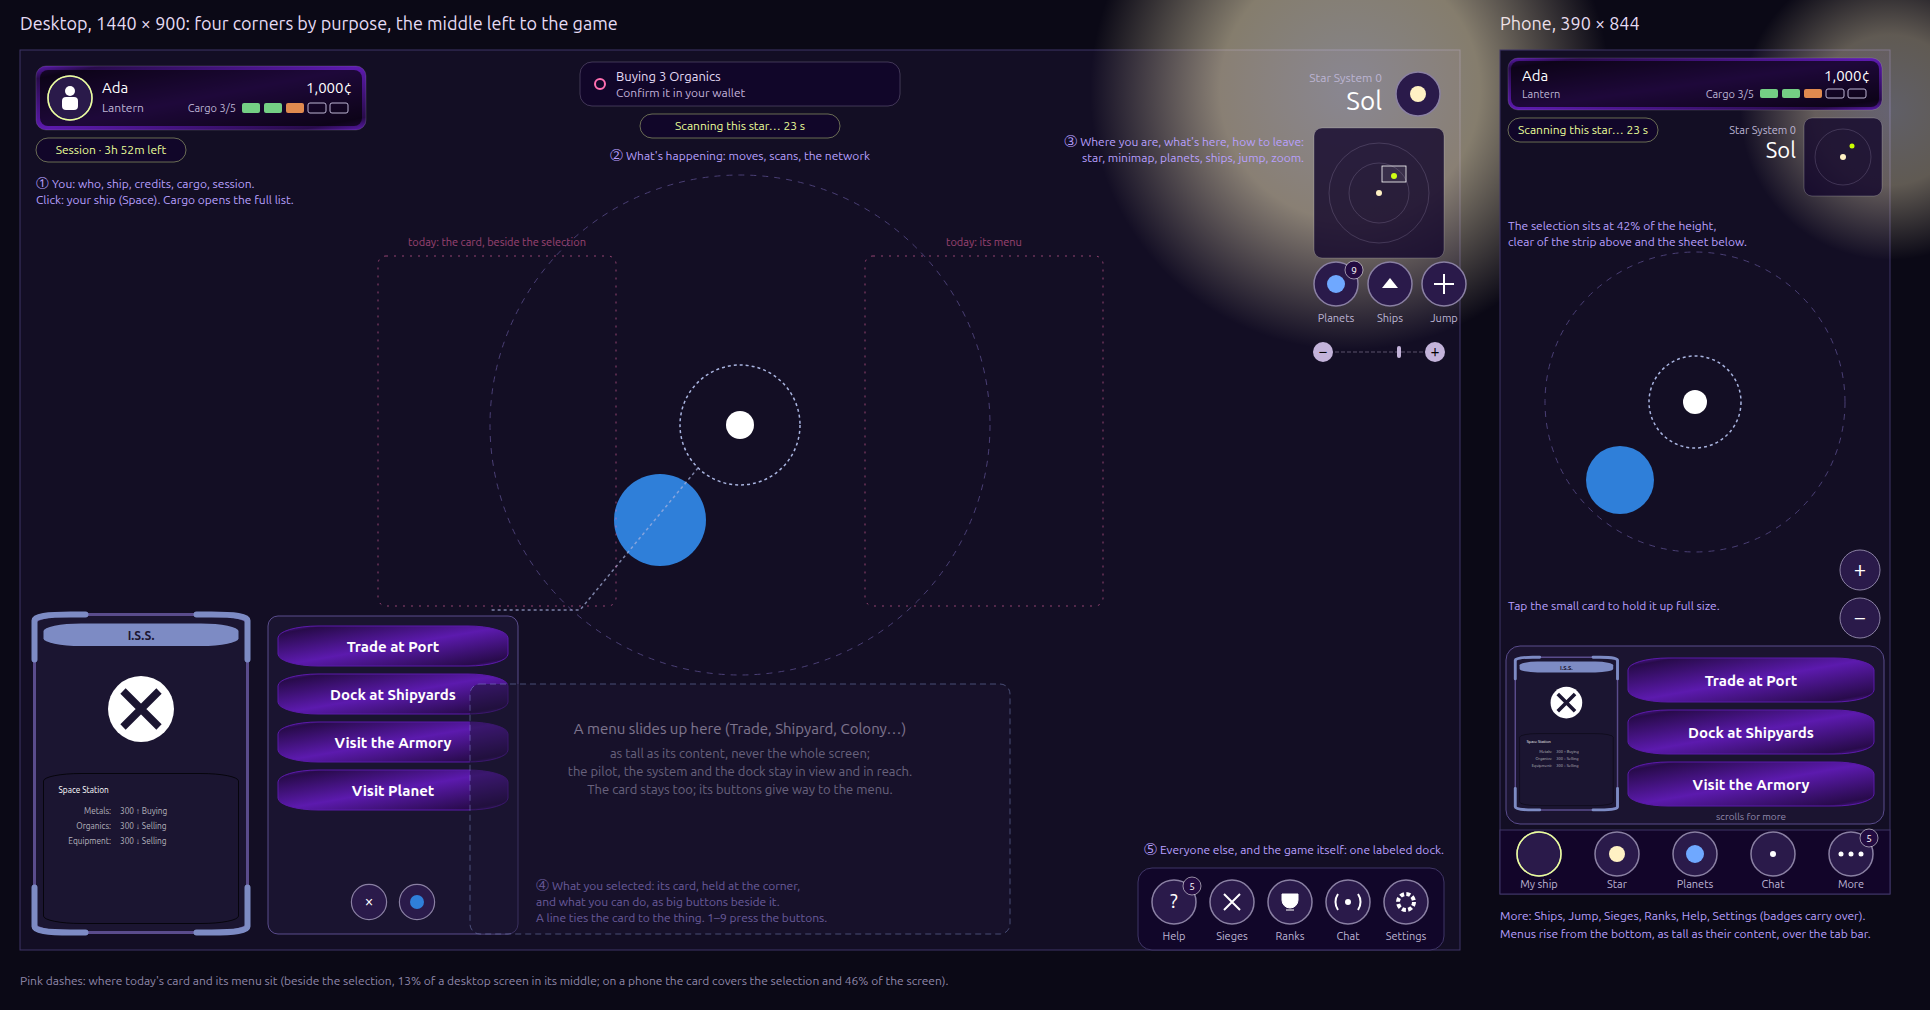 Desktop, 1440 × 900: four corners by purpose, the middle left to the game
Ada
1,000¢
Lantern
Cargo 3/5
Session · 3h 52m left
① You: who, ship, credits, cargo, session.
Click: your ship (Space). Cargo opens the full list.
Buying 3 Organics
Confirm it in your wallet
Scanning this star… 23 s
② What's happening: moves, scans, the network
Star System 0
Sol
③ Where you are, what's here, how to leave:
star, minimap, planets, ships, jump, zoom.
9
Planets
Ships
Jump
−
+
today: the card, beside the selection
today: its menu
I.S.S.
Space Station
Metals: 300 ↑ Buying
Organics: 300 ↓ Selling
Equipment: 300 ↓ Selling
Trade at Port
Dock at Shipyards
Visit the Armory
Visit Planet
×
A menu slides up here (Trade, Shipyard, Colony…)
as tall as its content, never the whole screen;
the pilot, the system and the dock stay in view and in reach.
The card stays too; its buttons give way to the menu.
④ What you selected: its card, held at the corner,
and what you can do, as big buttons beside it.
A line ties the card to the thing. 1–9 press the buttons.
⑤ Everyone else, and the game itself: one labeled dock.
?
5
Help
Sieges
Ranks
Chat
Settings
Pink dashes: where today's card and its menu sit (beside the selection, 13% of a desktop screen in its middle; on a phone the card covers the selection and 46% of the screen).
Phone, 390 × 844
Ada
1,000¢
Lantern
Cargo 3/5
Scanning this star… 23 s
Star System 0
Sol
The selection sits at 42% of the height,
clear of the strip above and the sheet below.
+
−
Tap the small card to hold it up full size.
I.S.S.
Space Station
Metals: 300 ↑ Buying
Organics: 300 ↓ Selling
Equipment: 300 ↓ Selling
Trade at Port
Dock at Shipyards
Visit the Armory
scrolls for more
5
My ship
Star
Planets
Chat
More
More: Ships, Jump, Sieges, Ranks, Help, Settings (badges carry over).
Menus rise from the bottom, as tall as their content, over the tab bar.